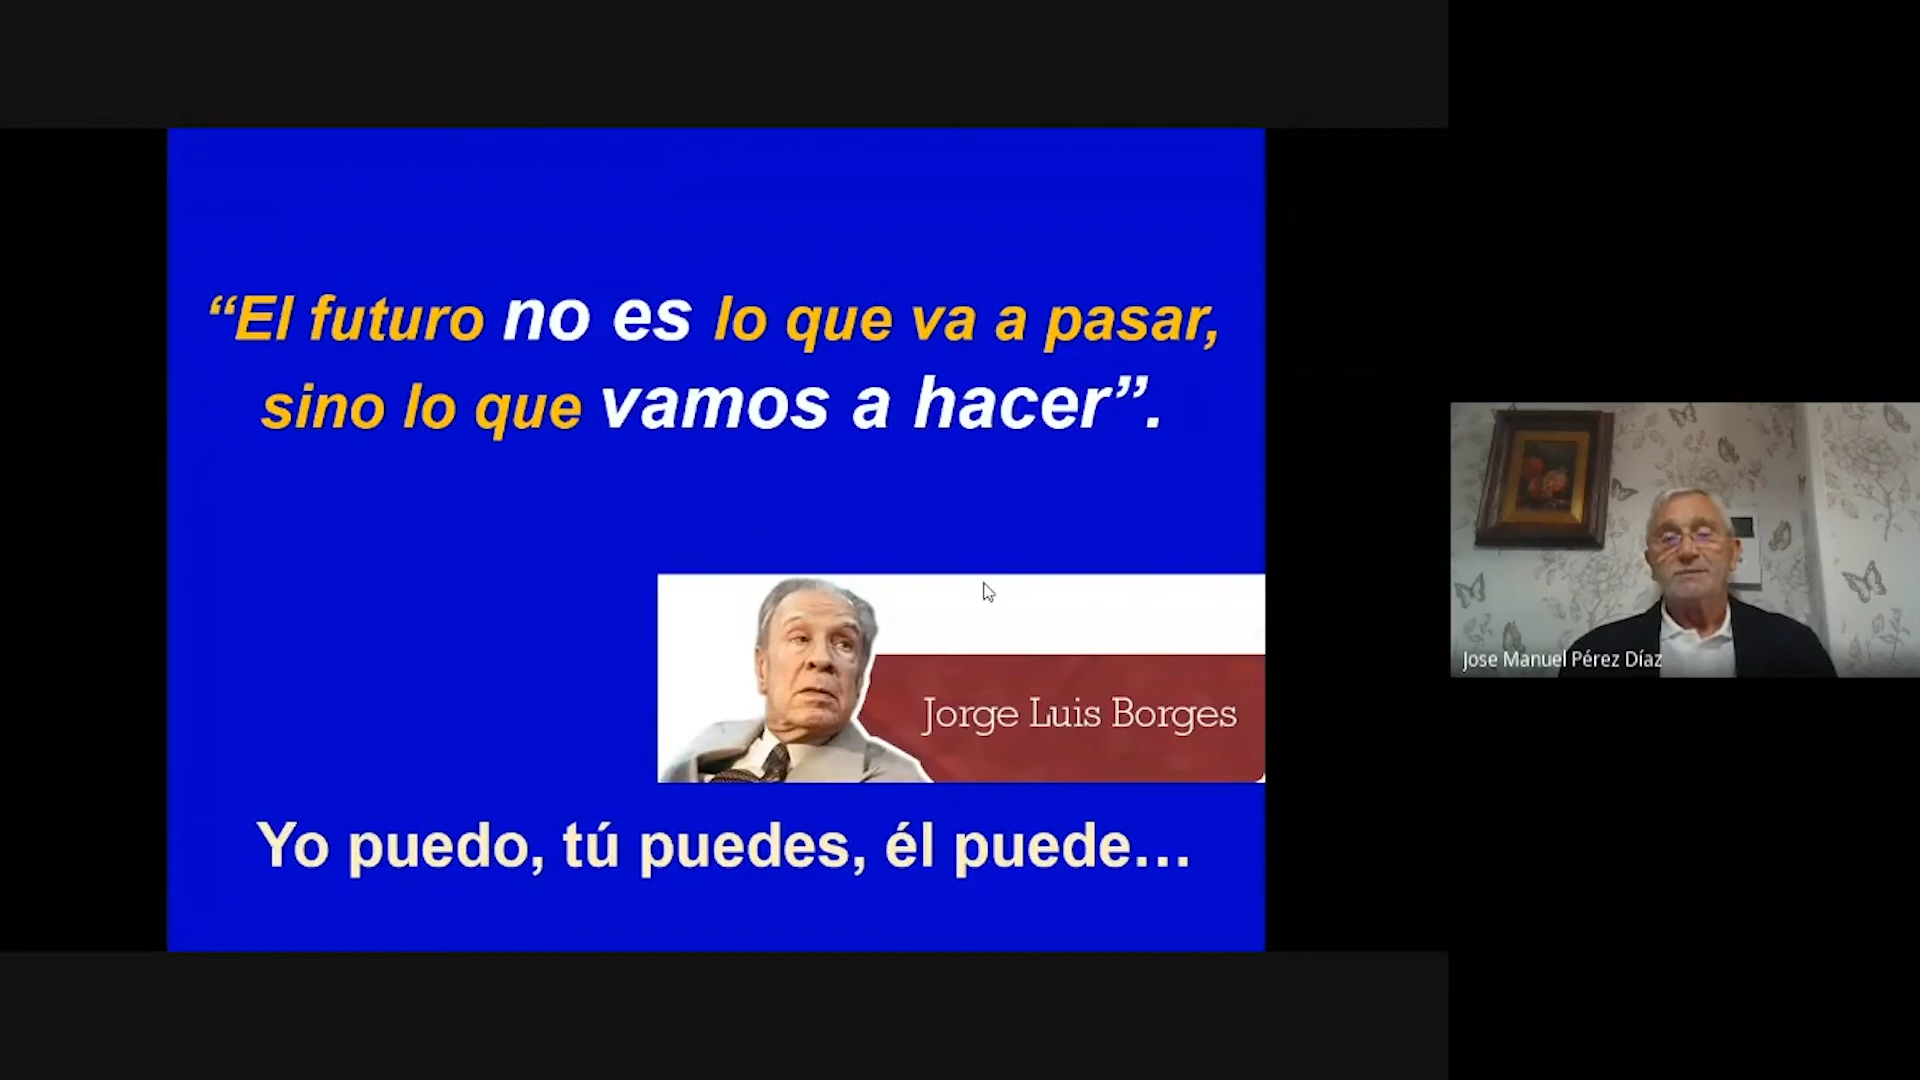 “El futuro no es lo que va a pasar,
sino lo que vamos a hacer”.
Jorge Luis Borges
Yo puedo, tú puedes, él puede…
Jose Manuel Pérez Díaz